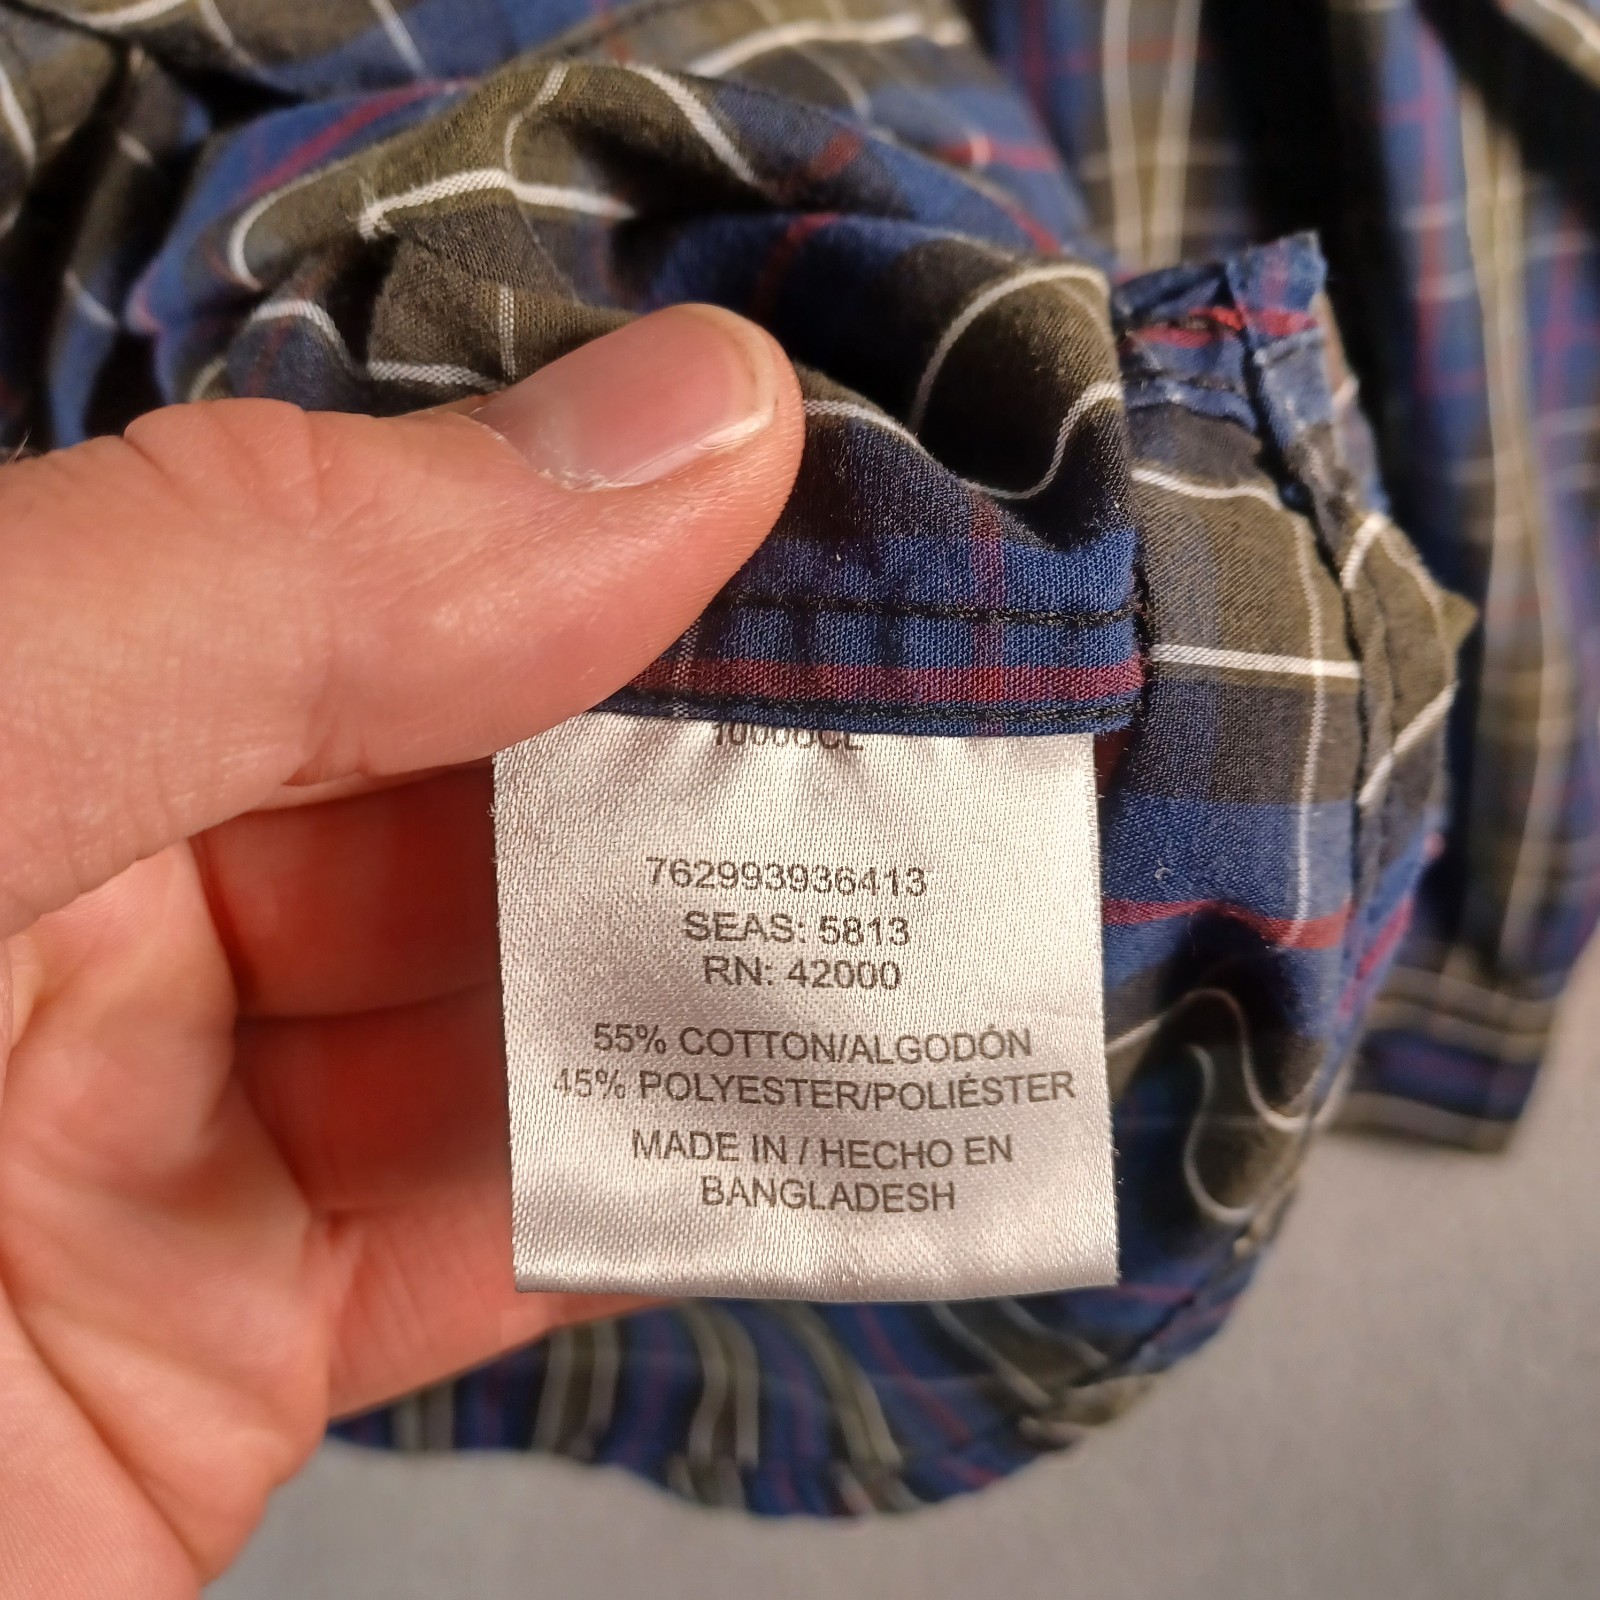 762993936413
SEAS: 5813
RN: 42000
55% COTTON/ALGODÓN
45% POLYESTER/POLIÉSTER
MADE IN / HECHO EN
BANGLADESH